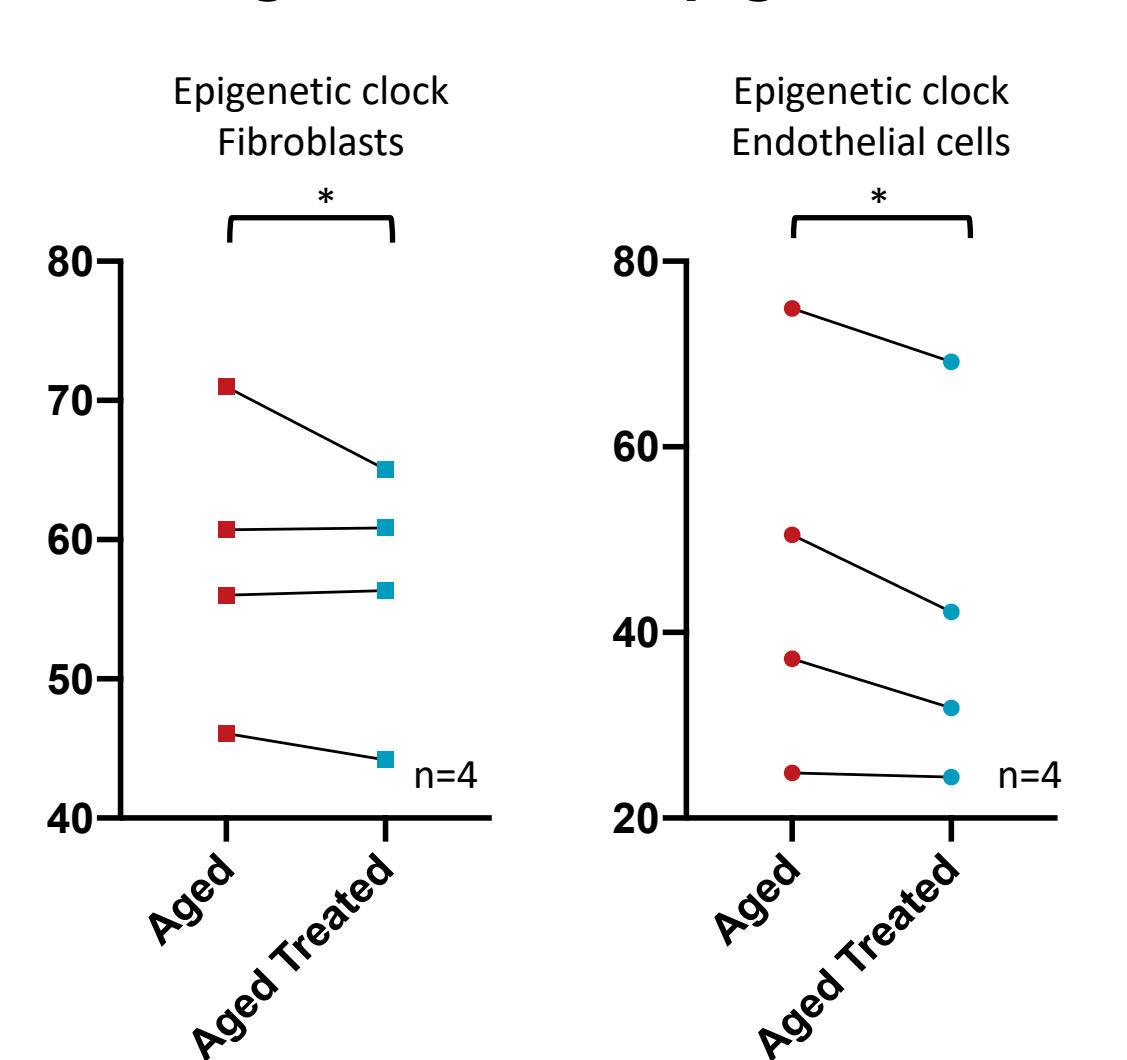 Epigenetic clock
Fibroblasts
*
80
70
60
50
40
n=4
Aged
Aged Treated
Epigenetic clock
Endothelial cells
*
80
60
40
20
n=4
Aged
Aged Treated